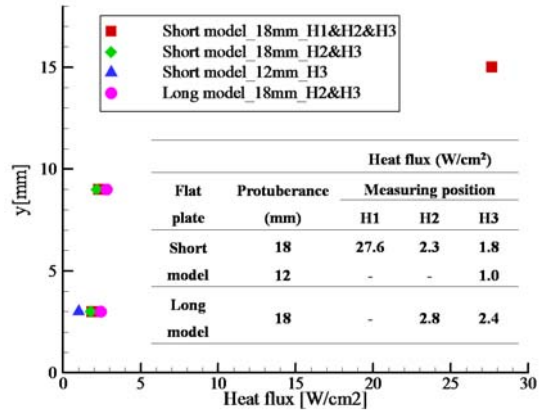 Short model_18mm_H1&H2&H3
Short model_18mm_H2&H3
Short model_12mm_H3
Long model_18mm_H2&H3
15
10
5
0
y[mm]
Heat flux (W/cm²)
Flat plate Protuberance (mm) Measuring position
H1 H2 H3
Short model 18 27.6 2.3 1.8
12 - - 1.0
Long model 18 - 2.8 2.4
0 5 10 15 20 25 30
Heat flux [W/cm2]